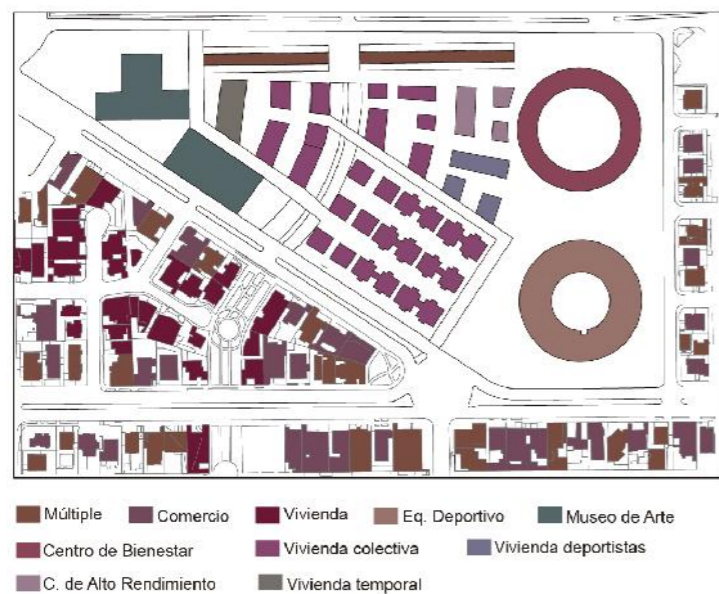 Múltiple Comercio Vivienda Eq. Deportivo Museo de Arte
Centro de Bienestar Vivienda colectiva Vivienda deportistas
C. de Alto Rendimiento Vivienda temporal